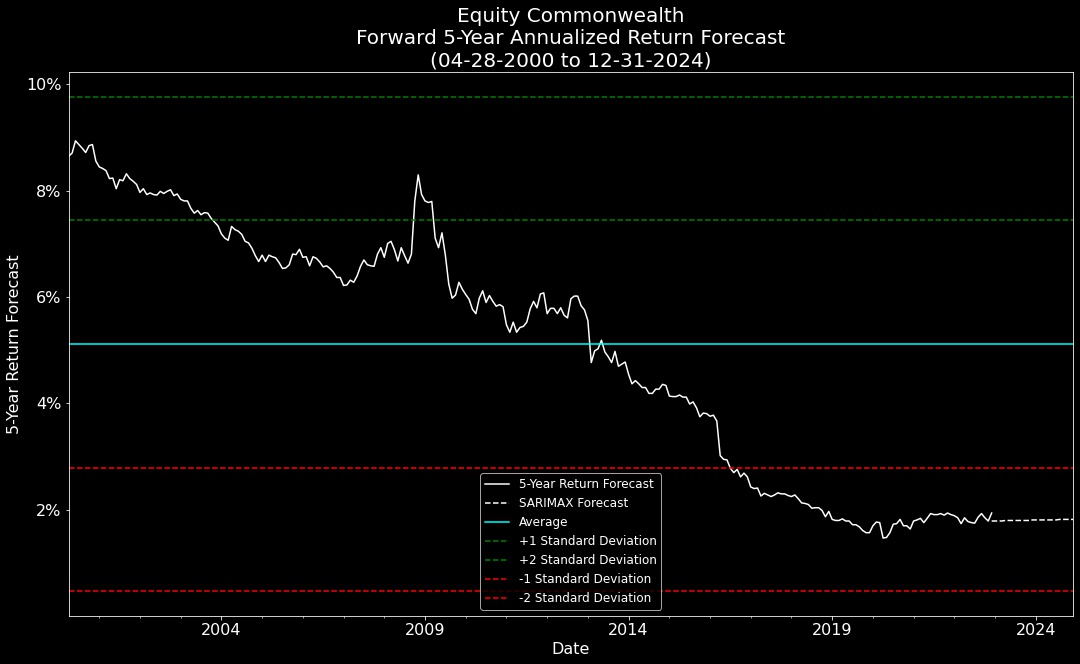 Equity Commonwealth
Forward 5-Year Annualized Return Forecast
(04-28-2000 to 12-31-2024)
10%
8%
6%
4%
2%
5-Year Return Forecast
5-Year Return Forecast
SARIMAX Forecast
Average
+1 Standard Deviation
+2 Standard Deviation
-1 Standard Deviation
-2 Standard Deviation
2004
2009
2014
2019
2024
Date